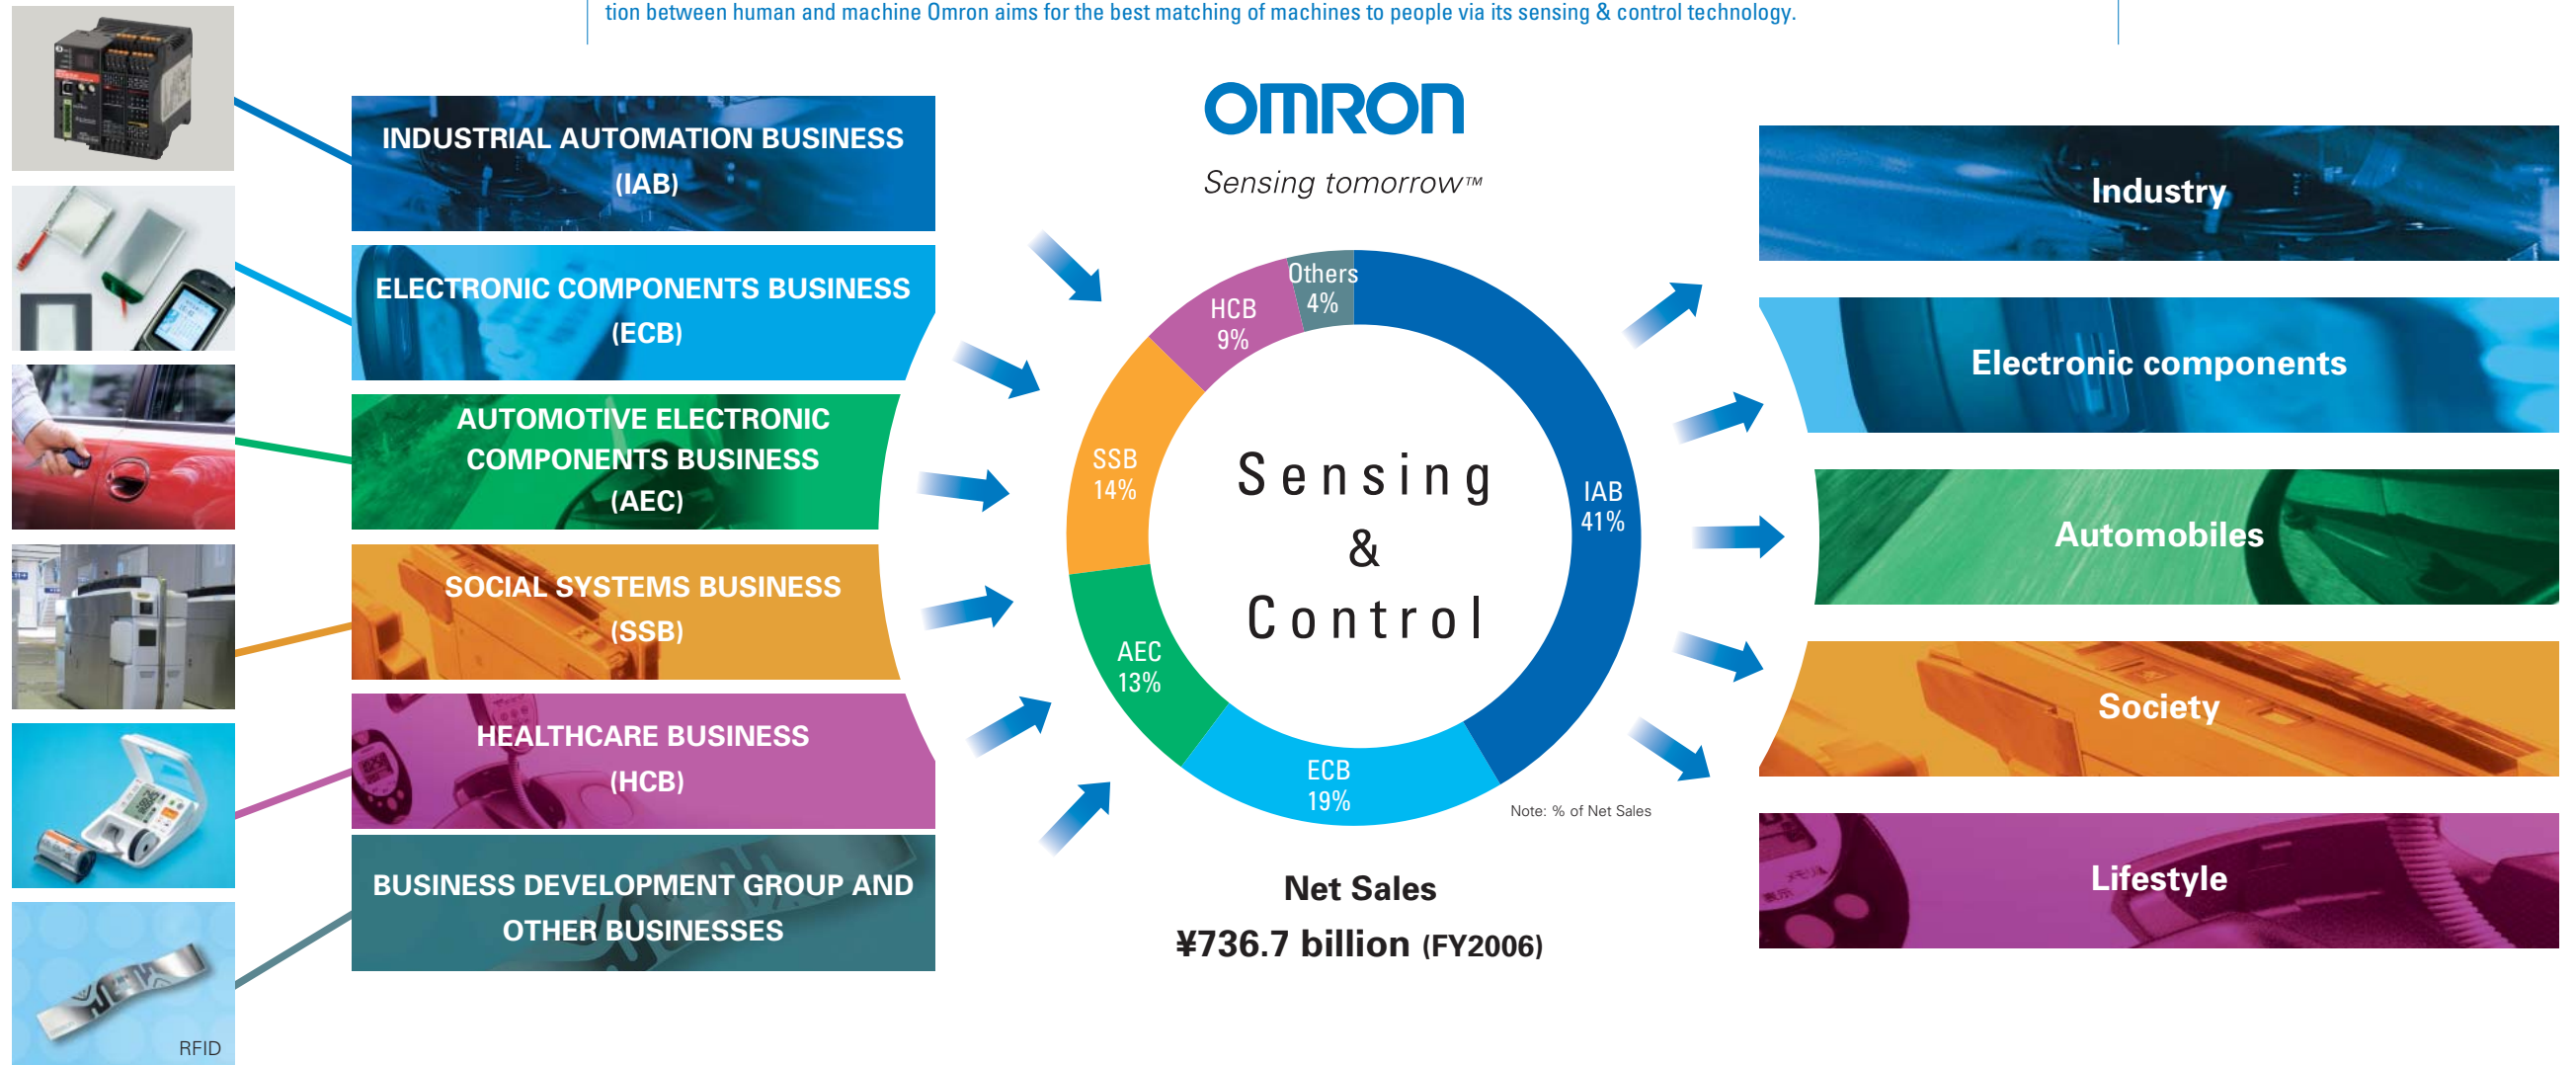 tion between human and machine Omron aims for the best matching of machines to people via its sensing & control technology.
INDUSTRIAL AUTOMATION BUSINESS
(IAB)
ELECTRONIC COMPONENTS BUSINESS
(ECB)
AUTOMOTIVE ELECTRONIC
COMPONENTS BUSINESS
(AEC)
SOCIAL SYSTEMS BUSINESS
(SSB)
HEALTHCARE BUSINESS
(HCB)
BUSINESS DEVELOPMENT GROUP AND
OTHER BUSINESSES
RFID
OMRON
Sensing tomorrow™
Others
4%
HCB
9%
SSB
14%
IAB
41%
AEC
13%
ECB
19%
Sensing
&
Control
Note: % of Net Sales
Net Sales
¥736.7 billion (FY2006)
Industry
Electronic components
Automobiles
Society
Lifestyle